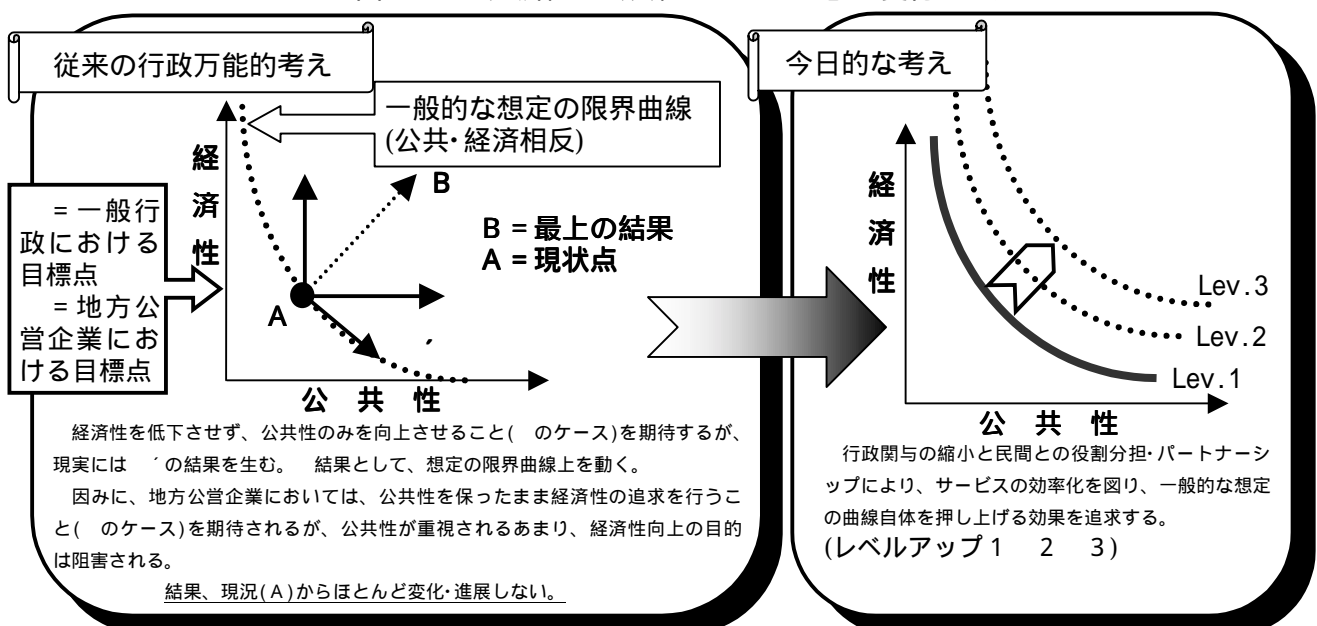 従来の行政万能的考え
一般的な想定の限界曲線
(公共・経済相反)
経済性
B
B = 最上の結果
A = 現状点
A
´
公 共 性
= 一般行
政における
目標点
= 地方公
営企業にお
ける目標点
経済性を低下させず、公共性のみを向上させること( のケース)を期待するが、
現実には ´の結果を生む。 結果として、想定の限界曲線上を動く。
因みに、地方公営企業においては、公共性を保ったまま経済性の追求を行うこ
と( のケース)を期待されるが、公共性が重視されるあまり、経済性向上の目的
は阻害される。
結果、現況(A)からほとんど変化・進展しない。
今日的な考え
経済性
Lev.3
Lev.2
Lev.1
公 共 性
行政関与の縮小と民間との役割分担・パートナーシ
ップにより、サービスの効率化を図り、一般的な想定
の曲線自体を押し上げる効果を追求する。
(レベルアップ1 2 3)